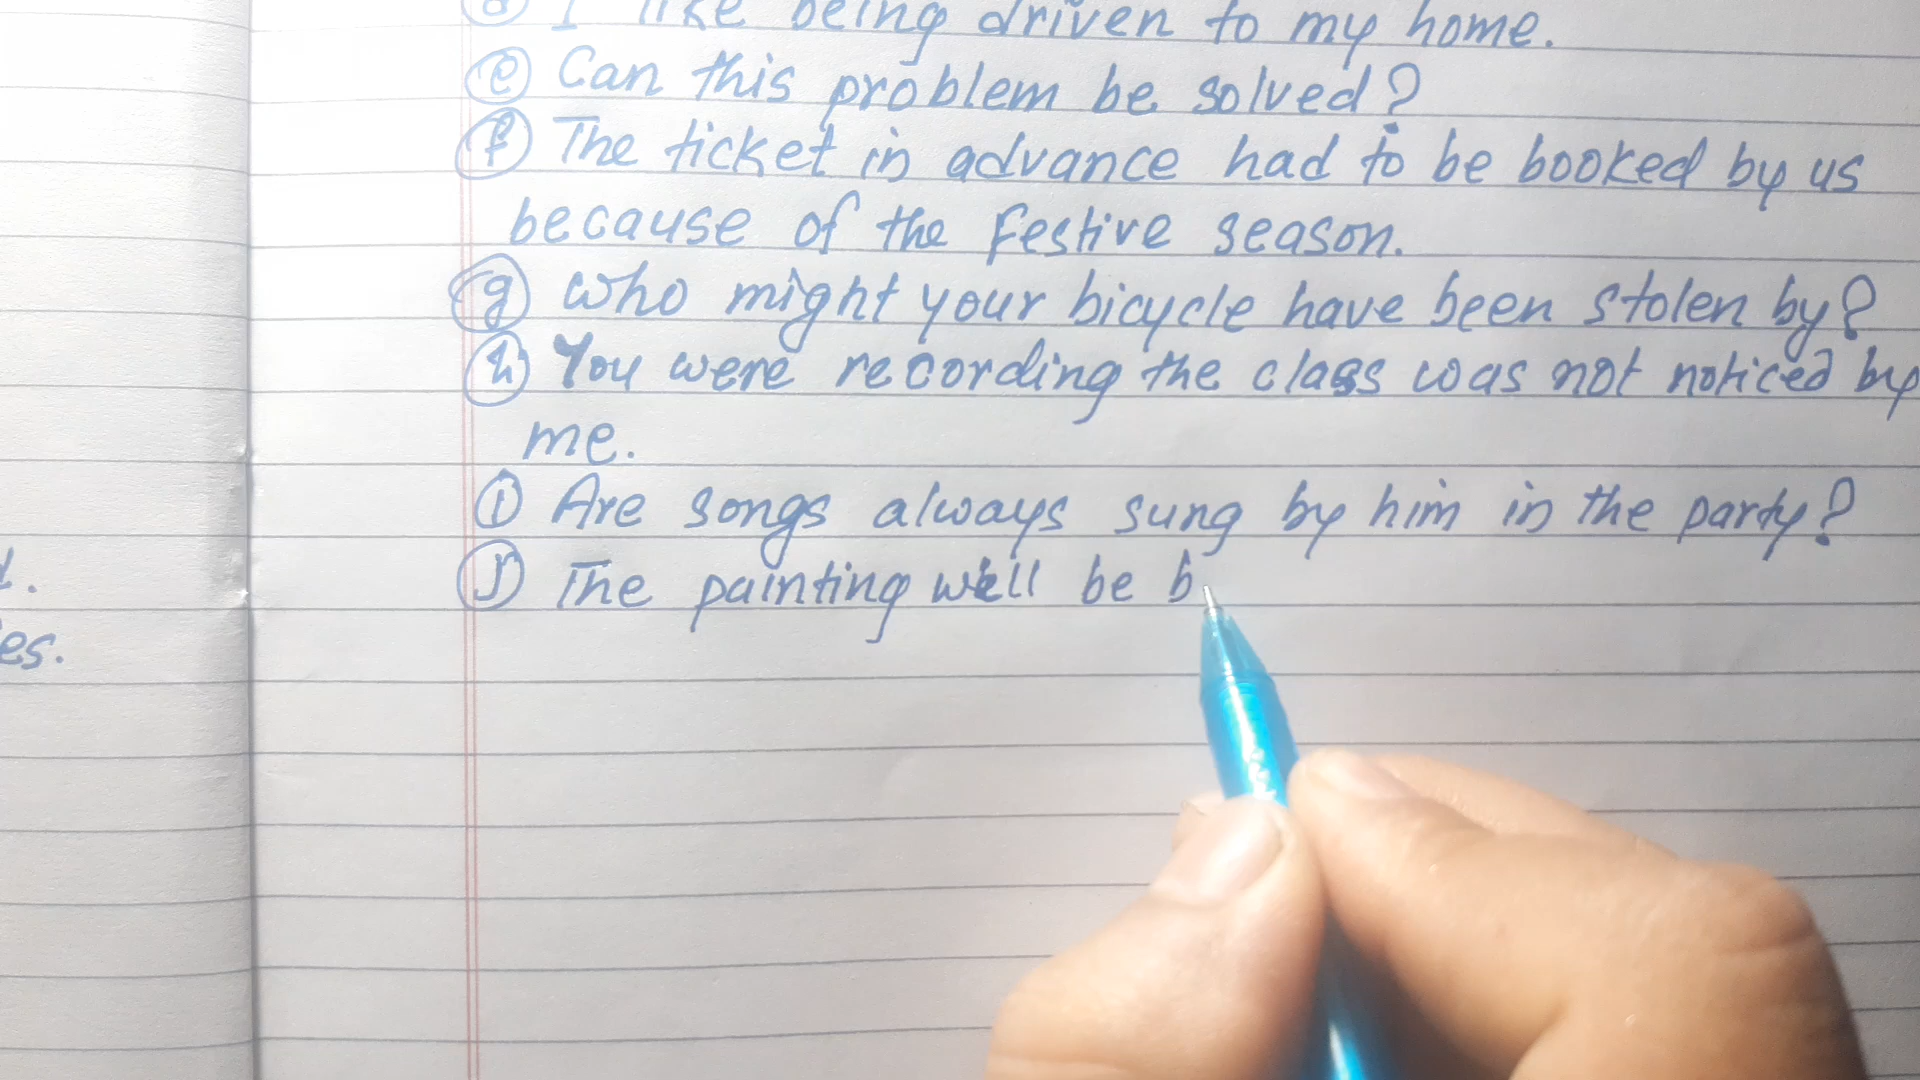 d I like being driven to my home.
e Can this problem be solved?
f The ticket in advance had to be booked by us
because of the festive season.
g Who might your bicycle have been stolen by?
h You were recording the class was not noticed by
me.
i Are songs always sung by him in the party?
j The painting will be b
es.